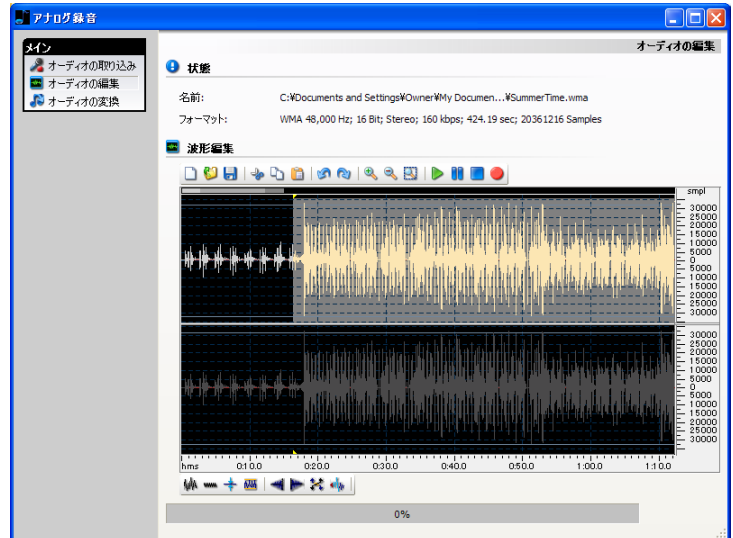 アナログ録音
メイン
オーディオの取り込み
オーディオの編集
オーディオの変換
オーディオの編集
状態
名前: C:¥Documents and Settings¥Owner¥My Documen...¥SummerTime.wma
フォーマット: WMA 48,000 Hz; 16 Bit; Stereo; 160 kbps; 424.19 sec; 20361216 Samples
波形編集
smpl
30000
25000
20000
15000
10000
5000
0
5000
10000
15000
20000
25000
30000
30000
25000
20000
15000
10000
5000
0
5000
10000
15000
20000
25000
30000
hms 0:10.0 0:20.0 0:30.0 0:40.0 0:50.0 1:00.0 1:10.0
0%